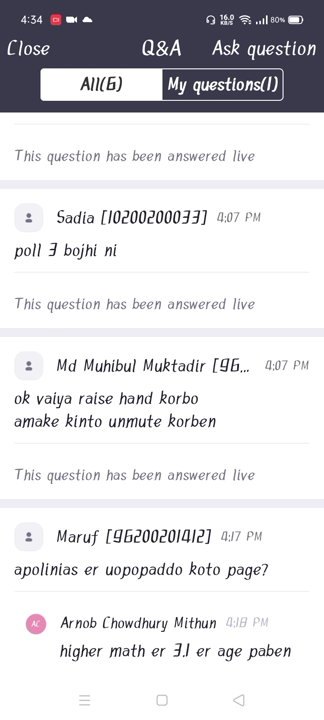 4:34 16.0 KB/S 80%
Close Q&A Ask question
All(6) My questions(1)
This question has been answered live
Sadia [10200200033] 4:07 PM
poll 3 bojhi ni
This question has been answered live
Md Muhibul Muktadir [96... 4:07 PM
ok vaiya raise hand korbo
amake kinto unmute korben
This question has been answered live
Maruf [96200201412] 4:17 PM
apolinias er uopopaddo koto page?
AC Arnob Chowdhury Mithun 4:18 PM
higher math er 3.1 er age paben